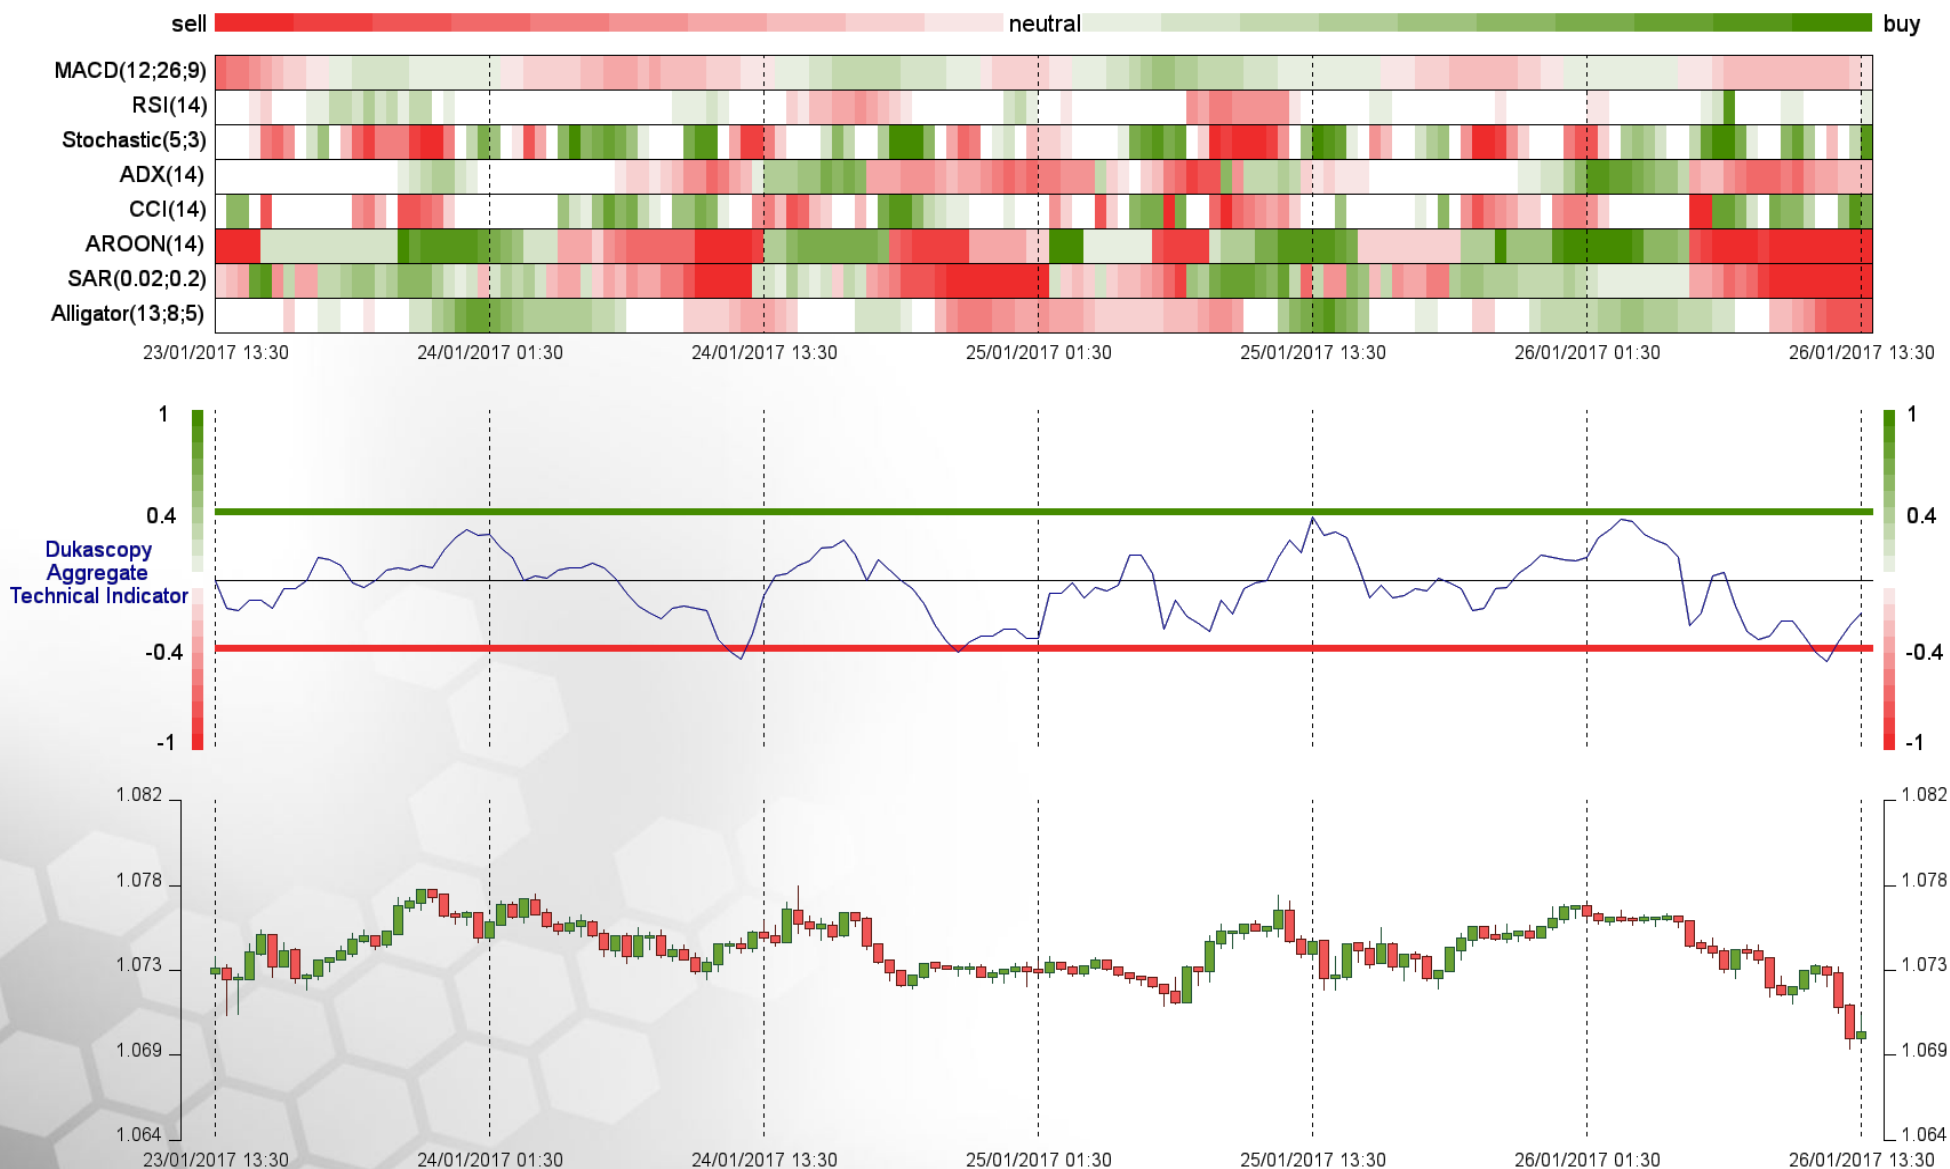 sell neutral buy
MACD(12;26;9)
RSI(14)
Stochastic(5;3)
ADX(14)
CCI(14)
AROON(14)
SAR(0.02;0.2)
Alligator(13;8;5)
23/01/2017 13:30 24/01/2017 01:30 24/01/2017 13:30 25/01/2017 01:30 25/01/2017 13:30 26/01/2017 01:30 26/01/2017 13:30
1 1
0.4 0.4
Dukascopy
Aggregate
Technical Indicator
-0.4 -0.4
-1 -1
1.082 1.082
1.078 1.078
1.073 1.073
1.069 1.069
1.064 1.064
23/01/2017 13:30 24/01/2017 01:30 24/01/2017 13:30 25/01/2017 01:30 25/01/2017 13:30 26/01/2017 01:30 26/01/2017 13:30